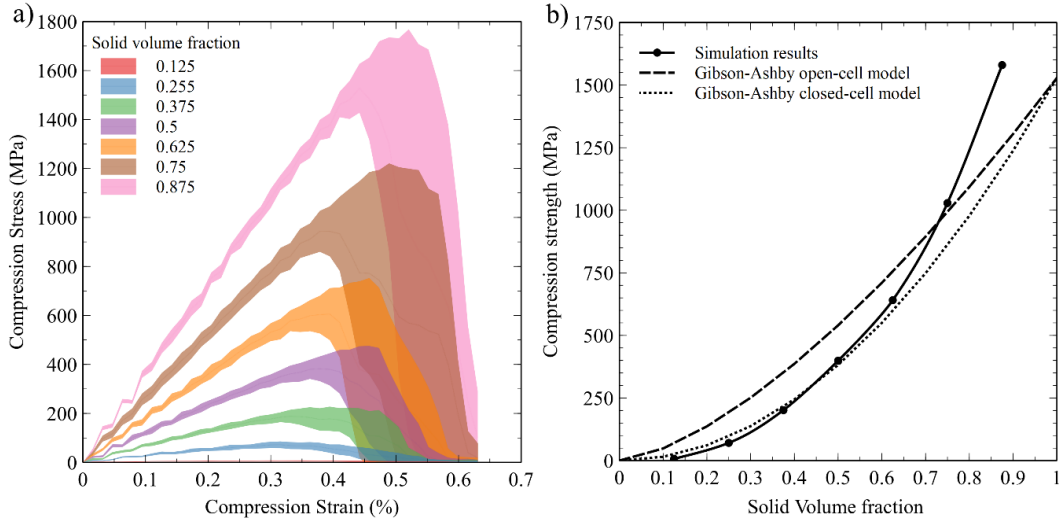 a)
Solid volume fraction
0.125
0.255
0.375
0.5
0.625
0.75
0.875
Compression Stress (MPa)
1800
1600
1400
1200
1000
800
600
400
200
0
0 0.1 0.2 0.3 0.4 0.5 0.6 0.7
Compression Strain (%)
b)
Simulation results
Gibson-Ashby open-cell model
Gibson-Ashby closed-cell model
Compression strength (MPa)
1750
1500
1250
1000
750
500
250
0
0 0.1 0.2 0.3 0.4 0.5 0.6 0.7 0.8 0.9 1
Solid Volume fraction